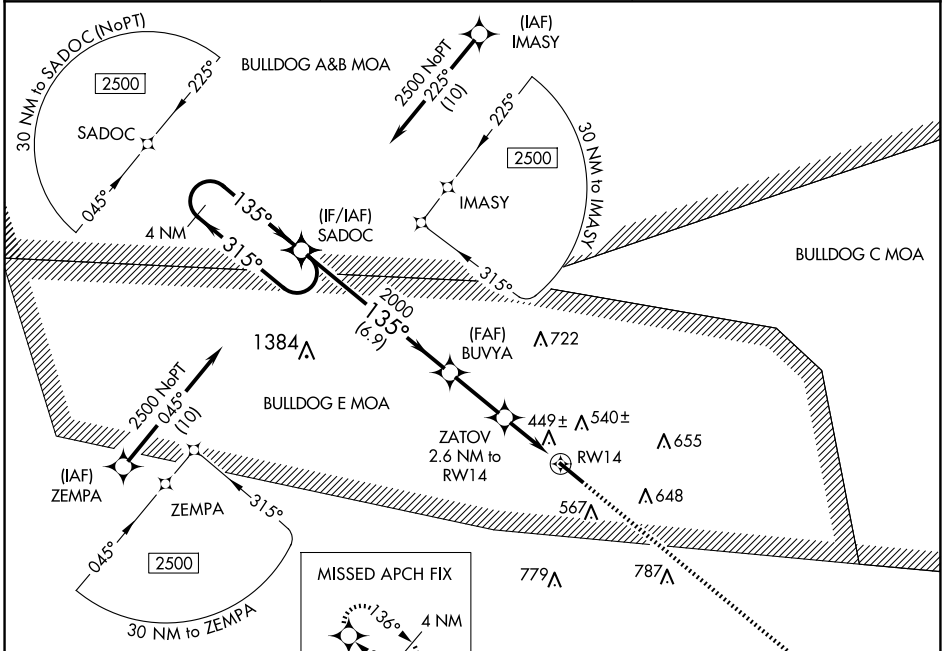 30 NM to SADOC (NoPT)
2500
225°
SADOC
045°
BULLDOG A&B MOA
(IAF)
IMASY
2500 NoPT
225°
(10)
225°
2500
IMASY
30 NM to IMASY
315°
135°
4 NM
315°
(IF/IAF)
SADOC
BULLDOG C MOA
2000
135°
(6.9)
1384
(FAF)
BUVYA
722
2500 NoPT
045°
(10)
BULLDOG E MOA
449±
540±
ZATOV
2.6 NM to
RW14
RW14
655
(IAF)
ZEMPA
648
567
ZEMPA
315°
045°
2500
30 NM to ZEMPA
MISSED APCH FIX
136°
4 NM
779
787